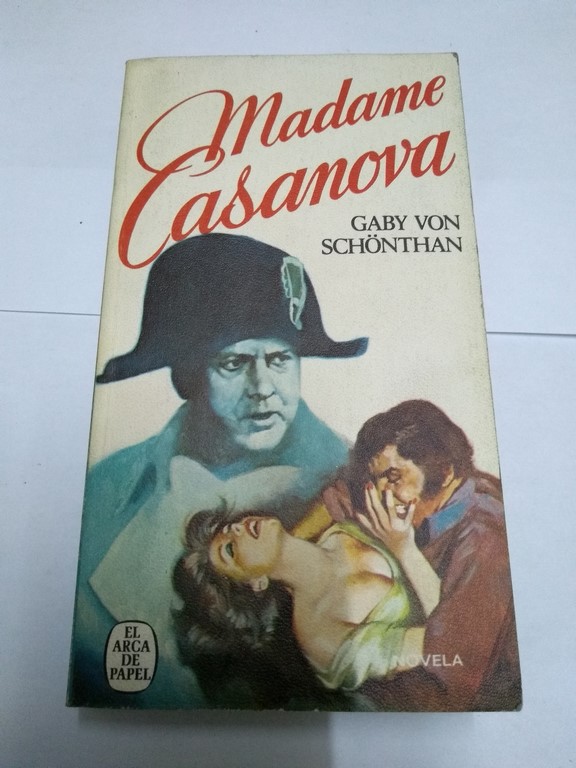 Madame
Casanova
GABY VON
SCHÖNTHAN
EL
ARCA
DE
PAPEL
NOVELA